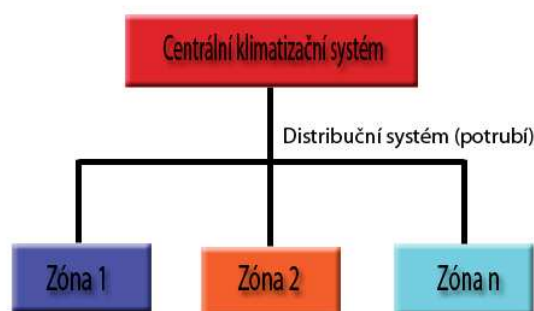 Centrální klimatizační systém
Distribuční systém (potrubí)
Zóna 1
Zóna 2
Zóna n